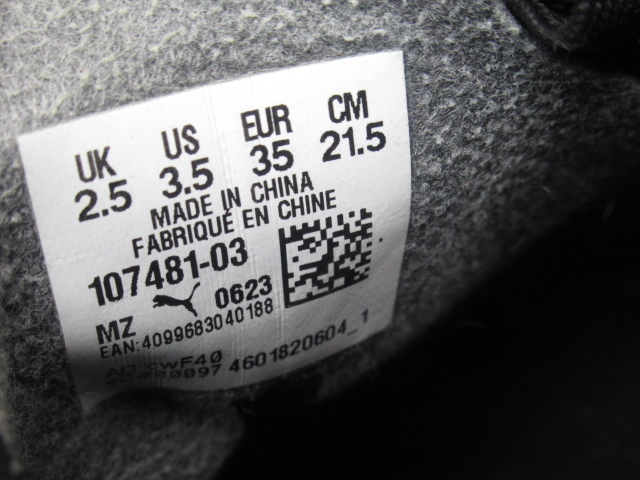 UK US EUR CM
2.5 3.5 35 21.5
MADE IN CHINA
FABRIQUÉ EN CHINE
107481-03
MZ 0623
EAN:4099683040188
4601820604_1